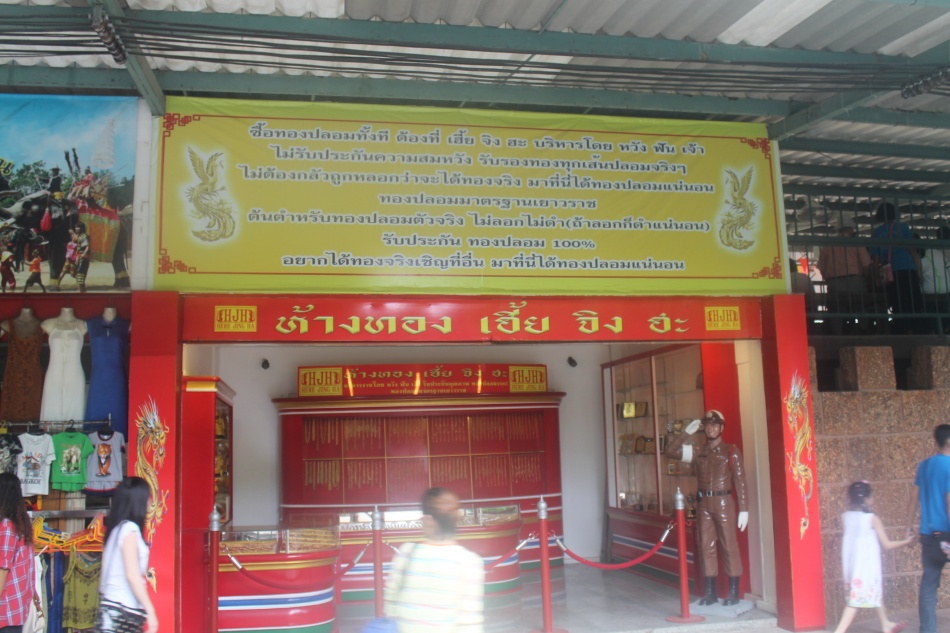 ซื้อทองปลอมทั้งที ต้องที่ เฮี้ย จิง ฮะ บริหารโดย หวัง ฟัน เจ้า
ไม่รับประกันความสมหวัง รับรองทองทุกเส้นปลอมจริงๆ
ไม่ต้องกลัวถูกหลอกว่าจะได้ทองจริง มาที่นี่ได้ทองปลอมแน่นอน
ทองปลอมมาตรฐานเยาวราช
ต้นตำหรับทองปลอมตัวจริง ไม่ลอกไม่ดำ(ถ้าลอกก็ดำแน่นอน)
รับประกัน ทองปลอม 100%
อยากได้ทองจริงเชิญที่อื่น มาที่นี่ได้ทองปลอมแน่นอน
HJH
HEIE JING HA
ห้างทอง เฮี้ย จิง ฮะ
HJH
HEIE JING HA
HJH
ห้างทอง เฮี้ย จิง ฮะ
HJH